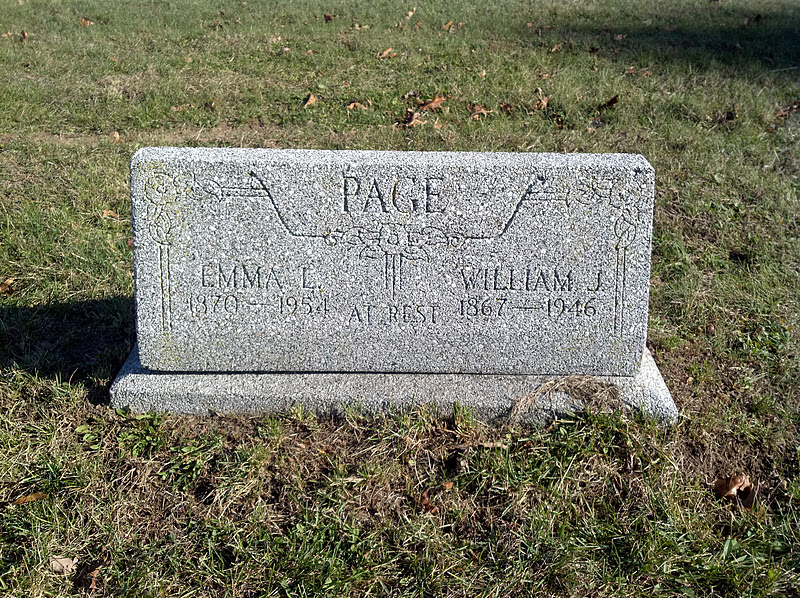 PAGE
EMMA L.
1870 — 1954
AT REST
WILLIAM J.
1867 — 1946